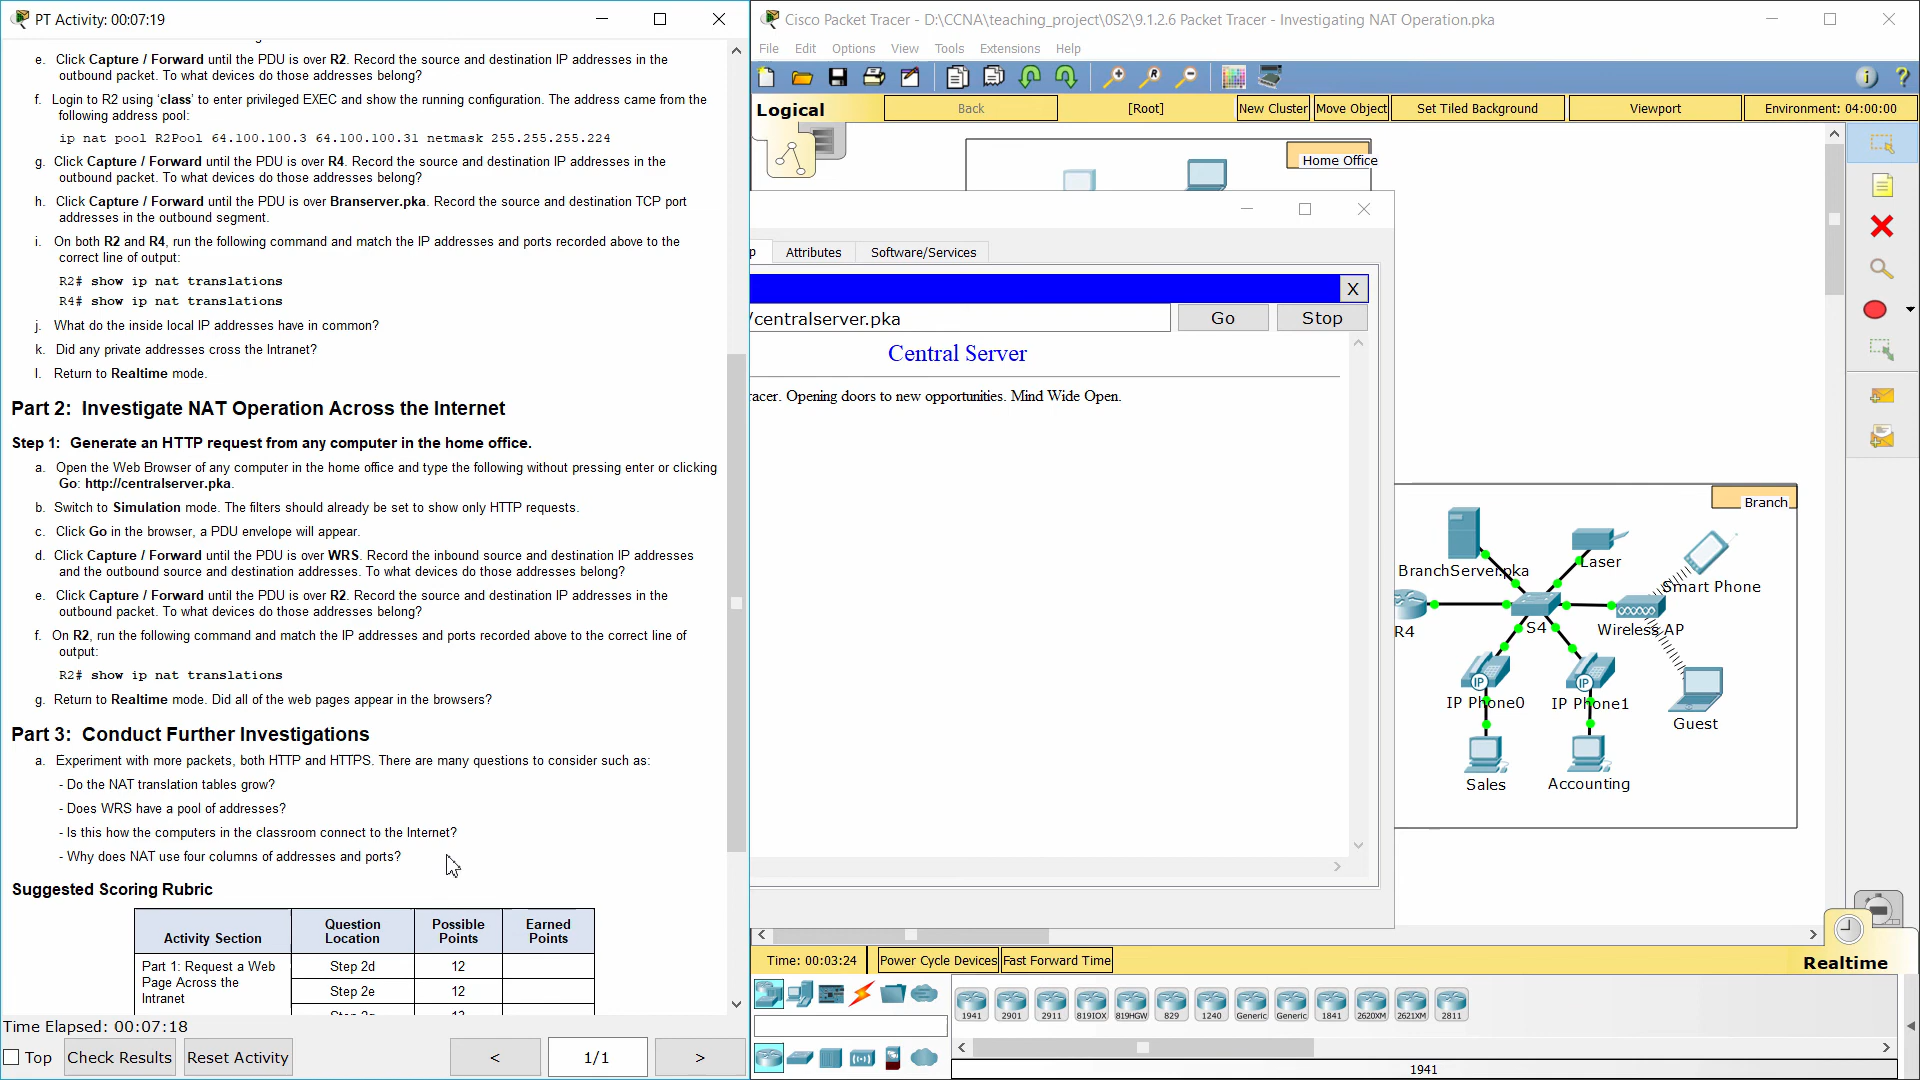 PT Activity: 00:07:19
e. Click Capture / Forward until the PDU is over R2. Record the source and destination IP addresses in the
outbound packet. To what devices do those addresses belong?
f. Login to R2 using ‘class’ to enter privileged EXEC and show the running configuration. The address came from the
following address pool:
ip nat pool R2Pool 64.100.100.3 64.100.100.31 netmask 255.255.255.224
g. Click Capture / Forward until the PDU is over R4. Record the source and destination IP addresses in the
outbound packet. To what devices do those addresses belong?
h. Click Capture / Forward until the PDU is over Branserver.pka. Record the source and destination TCP port
addresses in the outbound segment.
i. On both R2 and R4, run the following command and match the IP addresses and ports recorded above to the
correct line of output:
R2# show ip nat translations
R4# show ip nat translations
j. What do the inside local IP addresses have in common?
k. Did any private addresses cross the Intranet?
l. Return to Realtime mode.
Part 2: Investigate NAT Operation Across the Internet
Step 1: Generate an HTTP request from any computer in the home office.
a. Open the Web Browser of any computer in the home office and type the following without pressing enter or clicking
Go: http://centralserver.pka.
b. Switch to Simulation mode. The filters should already be set to show only HTTP requests.
c. Click Go in the browser, a PDU envelope will appear.
d. Click Capture / Forward until the PDU is over WRS. Record the inbound source and destination IP addresses
and the outbound source and destination addresses. To what devices do those addresses belong?
e. Click Capture / Forward until the PDU is over R2. Record the source and destination IP addresses in the
outbound packet. To what devices do those addresses belong?
f. On R2, run the following command and match the IP addresses and ports recorded above to the correct line of
output:
R2# show ip nat translations
g. Return to Realtime mode. Did all of the web pages appear in the browsers?
Part 3: Conduct Further Investigations
a. Experiment with more packets, both HTTP and HTTPS. There are many questions to consider such as:
- Do the NAT translation tables grow?
- Does WRS have a pool of addresses?
- Is this how the computers in the classroom connect to the Internet?
- Why does NAT use four columns of addresses and ports?
Suggested Scoring Rubric
Activity Section Question Location Possible Points Earned Points
Part 1: Request a Web Page Across the Intranet
Step 2d 12
Step 2e 12
Time Elapsed: 00:07:18
Top Check Results Reset Activity < 1/1 >
Cisco Packet Tracer - D:\CCNA\teaching_project\0S2\9.1.2.6 Packet Tracer - Investigating NAT Operation.pka
File Edit Options View Tools Extensions Help
Logical Back [Root] New Cluster Move Object Set Tiled Background Viewport Environment: 04:00:00
Home Office
p Attributes Software/Services
X
/centralserver.pka Go Stop
Central Server
racer. Opening doors to new opportunities. Mind Wide Open.
Branch
BranchServer.pka
Laser
Smart Phone
R4
S4
Wireless AP
IP
IP
IP Phone0
IP Phone1
Guest
Sales
Accounting
Time: 00:03:24 Power Cycle Devices Fast Forward Time
Realtime
1941 2901 2911 819IOX 819HGW 829 1240 Generic Generic 1841 2620XM 2621XM 2811
1941